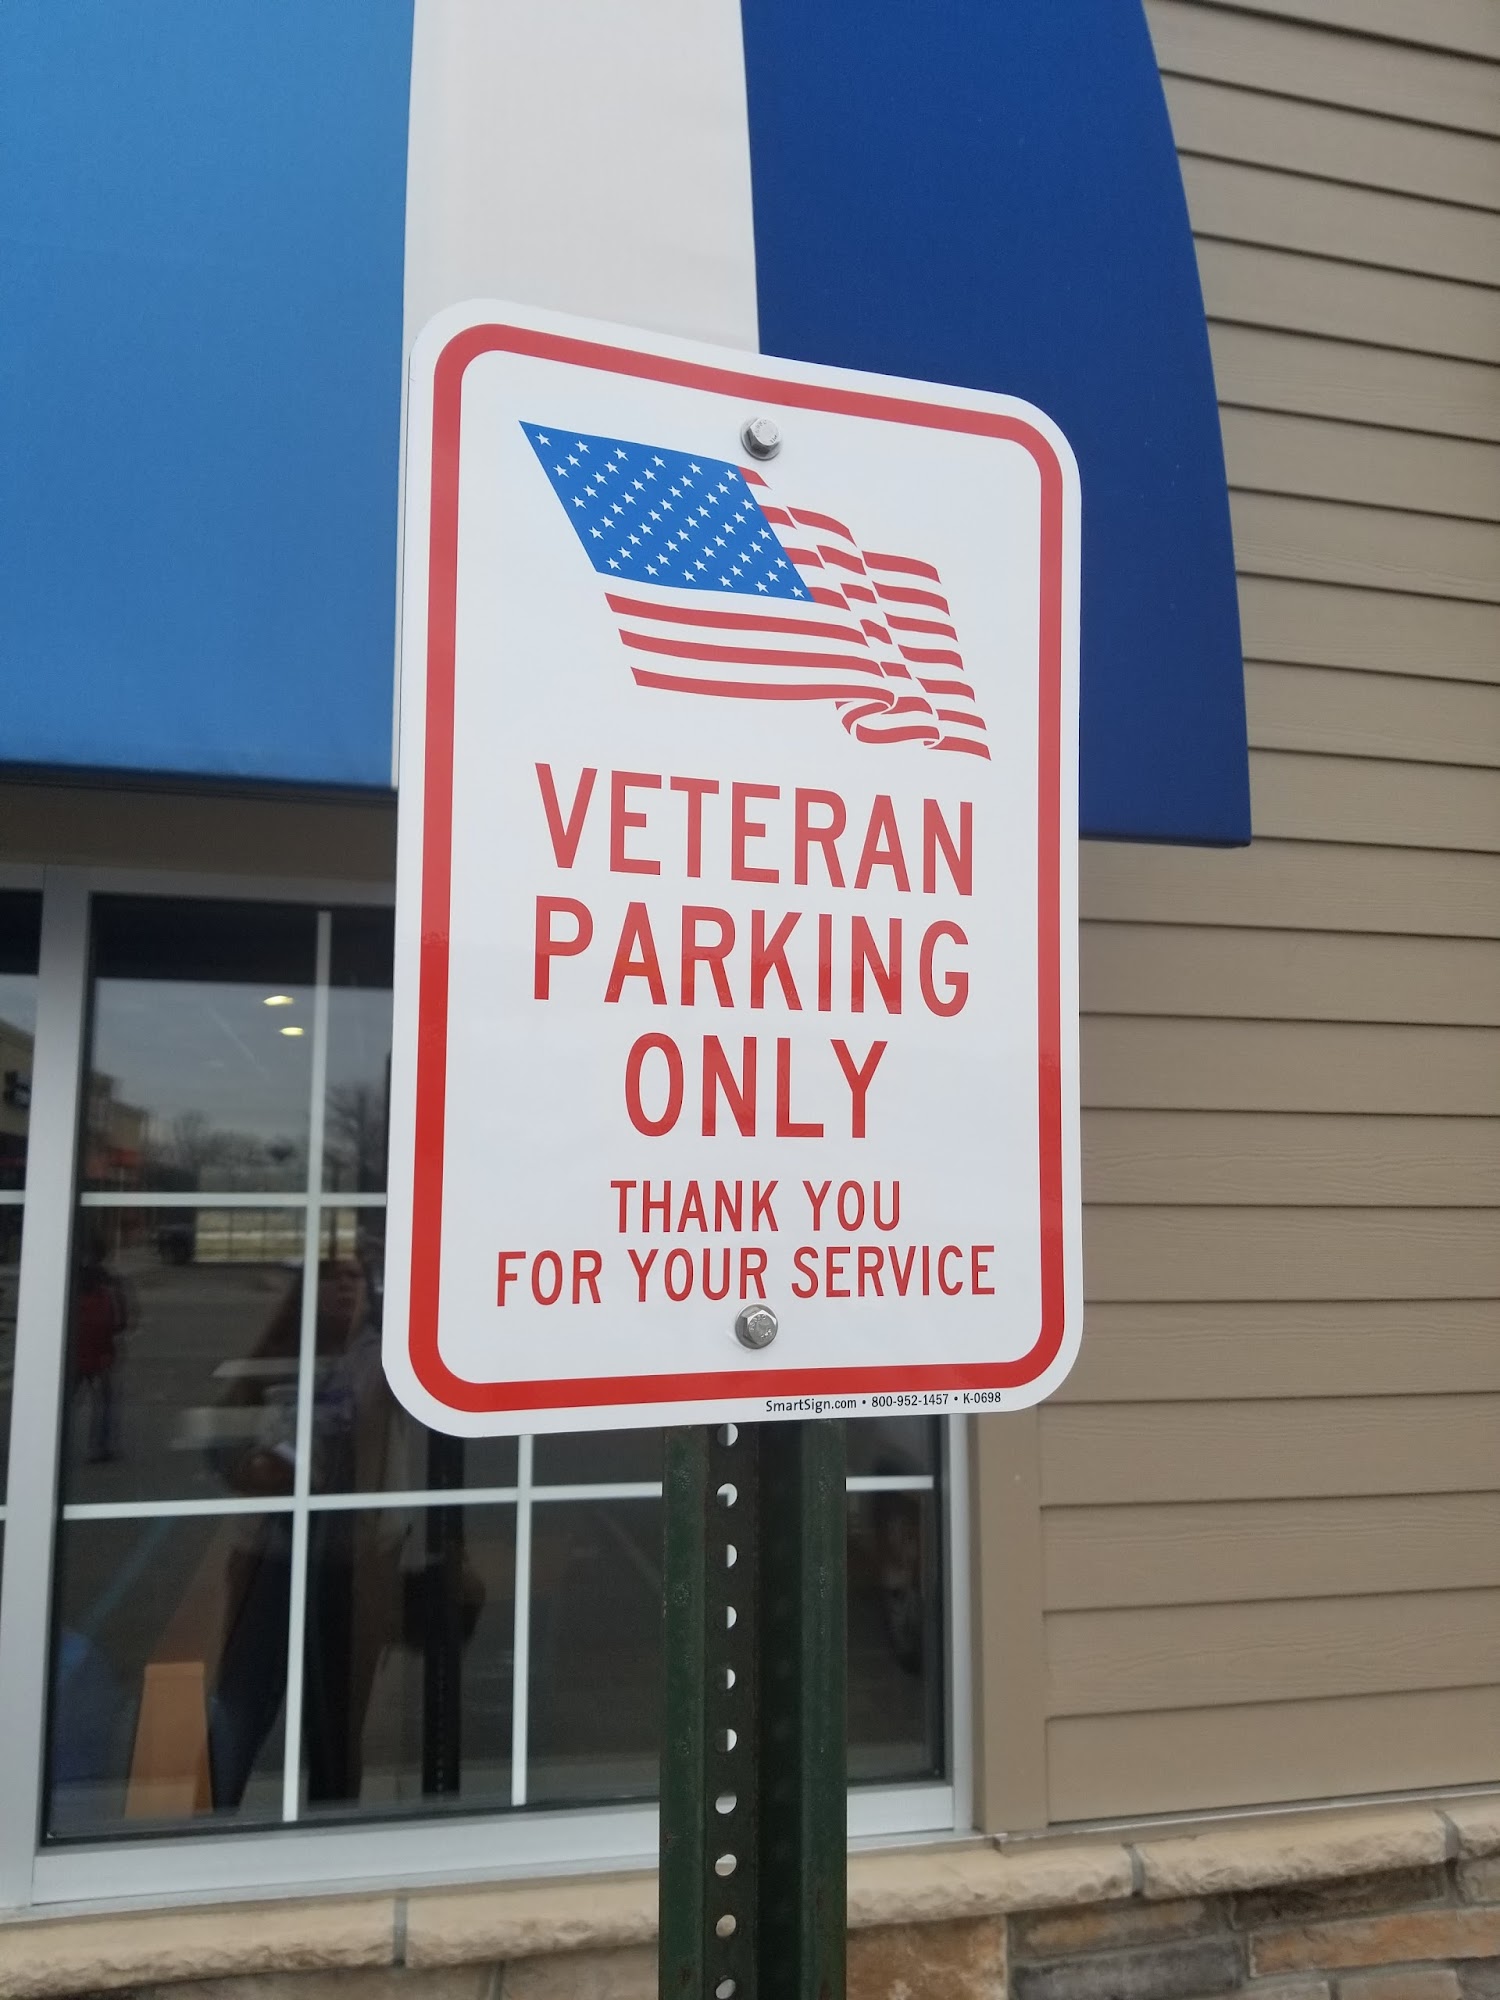 VETERAN
PARKING
ONLY
THANK YOU
FOR YOUR SERVICE
SmartSign.com • 800-952-1457 • K-0698